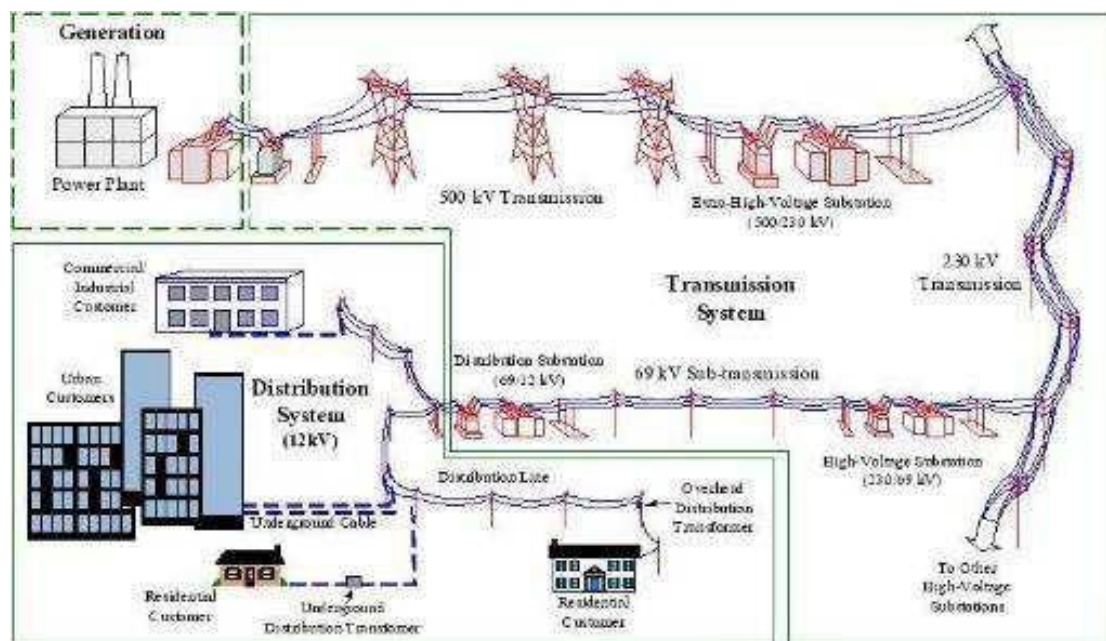 Generation
Power Plant
500 kV Transmission
Extra-High-Voltage Substation
(500/230 kV)
230 kV
Transmission
Transmission
System
Commercial/
Industrial
Customer
Urban
Customers
Distribution
System
(12kV)
Distribution Substation
(69/12 kV)
69 kV Sub-transmission
High-Voltage Substation
(230/69 kV)
Distribution Line
Overhead
Distribution
Transformer
Underground Cable
Residential
Customer
Underground
Distribution Transformer
Residential
Customer
To Other
High-Voltage
Substations